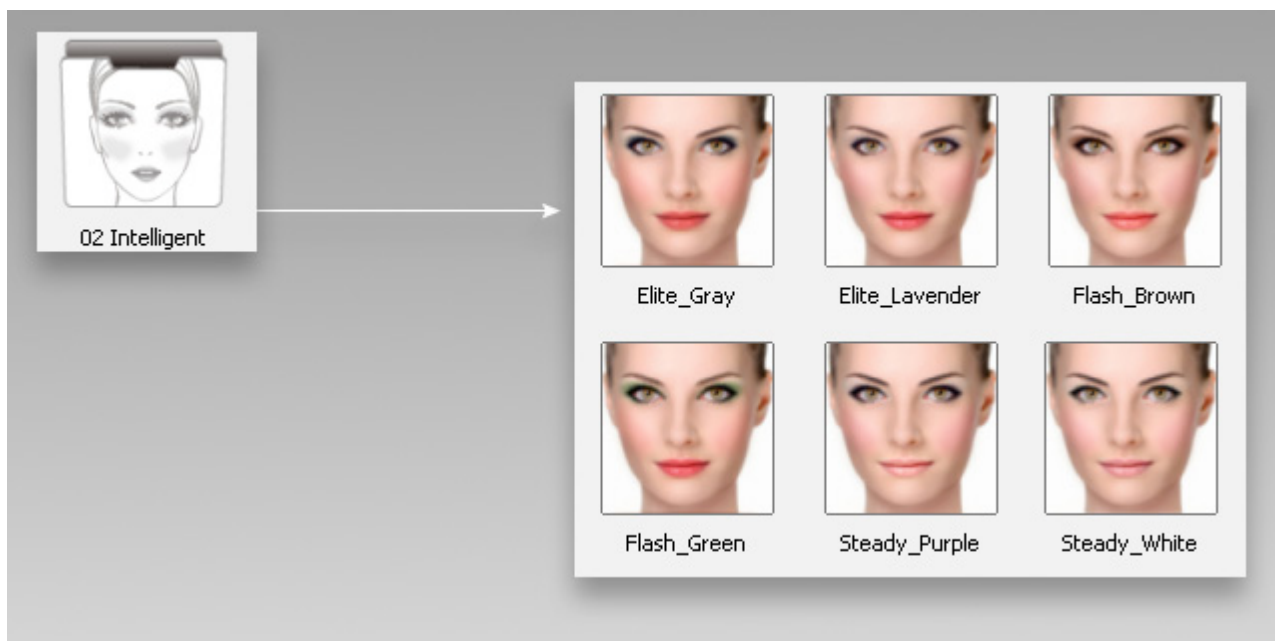 02 Intelligent
Elite_Gray
Elite_Lavender
Flash_Brown
Flash_Green
Steady_Purple
Steady_White